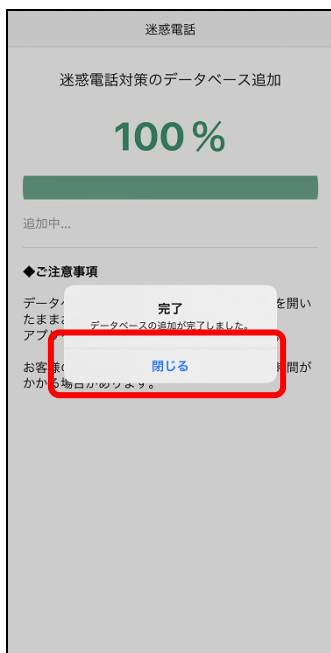 迷惑電話
迷惑電話対策のデータベース追加
100％
追加中...
◆ご注意事項
データ
を開い
たまま
アプリ
完了
データベースの追加が完了しました。
閉じる
お客様
時間が
かかる場合があります。